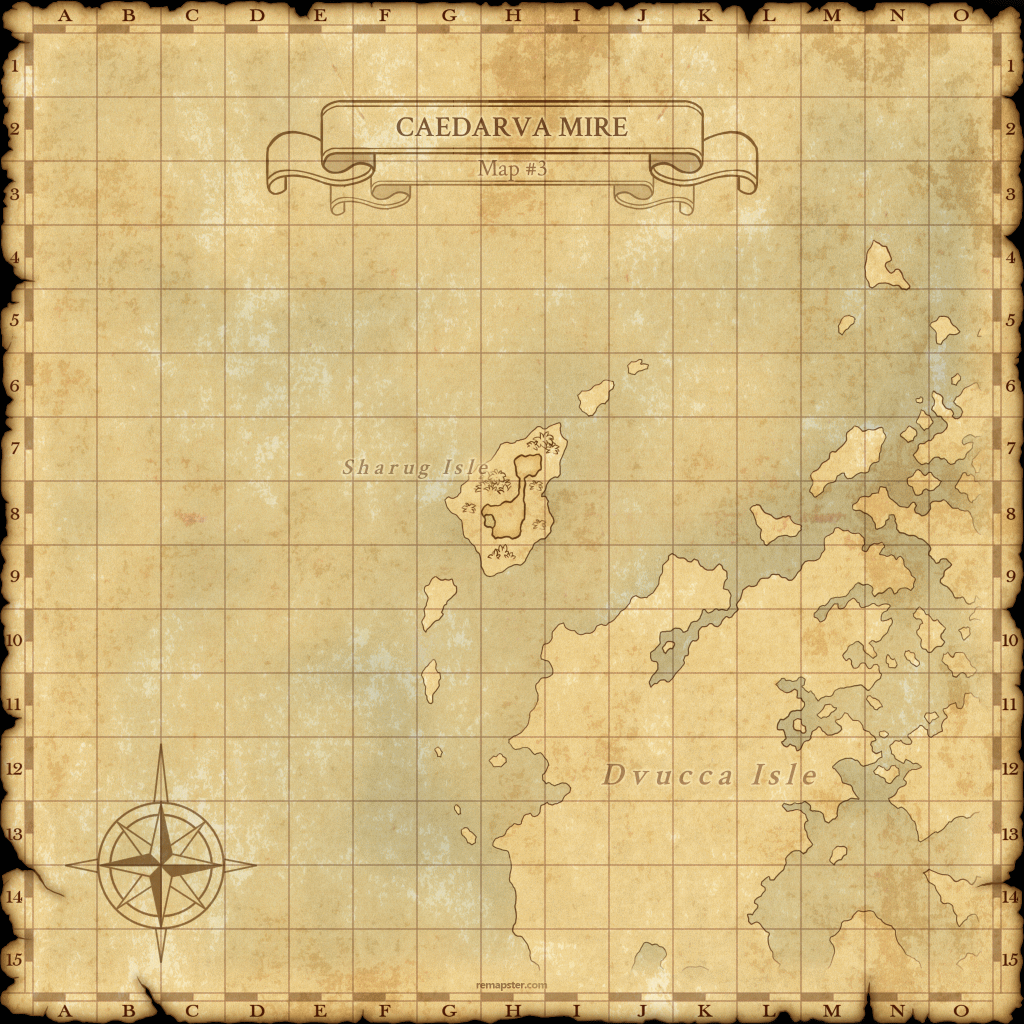 A B C D E F G H I J K L M N O
1 1
CAEDARVA MIRE
2 2
Map #3
3 3
4 4
5 5
6 6
7 7
Sharug Isle
8 8
9 9
10 10
11 11
Dvucca Isle
12 12
13 13
14 14
15 15
remapster.com
A B C D E F G H I J K L M N O